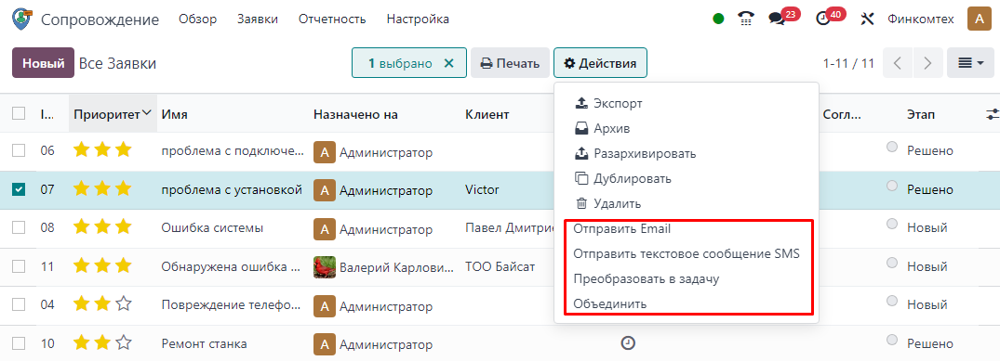 Сопровождение Обзор Заявки Отчетность Настройка 23 40 Финкомтех A
Новый Все Заявки 1 выбрано × Печать Действия 1-11 / 11
I... Приоритет Имя Назначено на Клиент Согл... Этап
Экспорт
Архив
Разархивировать
Дублировать
Удалить
Отправить Email
Отправить текстовое сообщение SMS
Преобразовать в задачу
Объединить
06 проблема с подключе... A Администратор Решено
07 проблема с установкой A Администратор Victor Решено
08 Ошибка системы A Администратор Павел Дмитрие Новый
11 Обнаружена ошибка ... Валерий Карлови... ТОО Байсат Новый
04 Повреждение телефо... A Администратор Новый
10 Ремонт станка A Администратор Решено